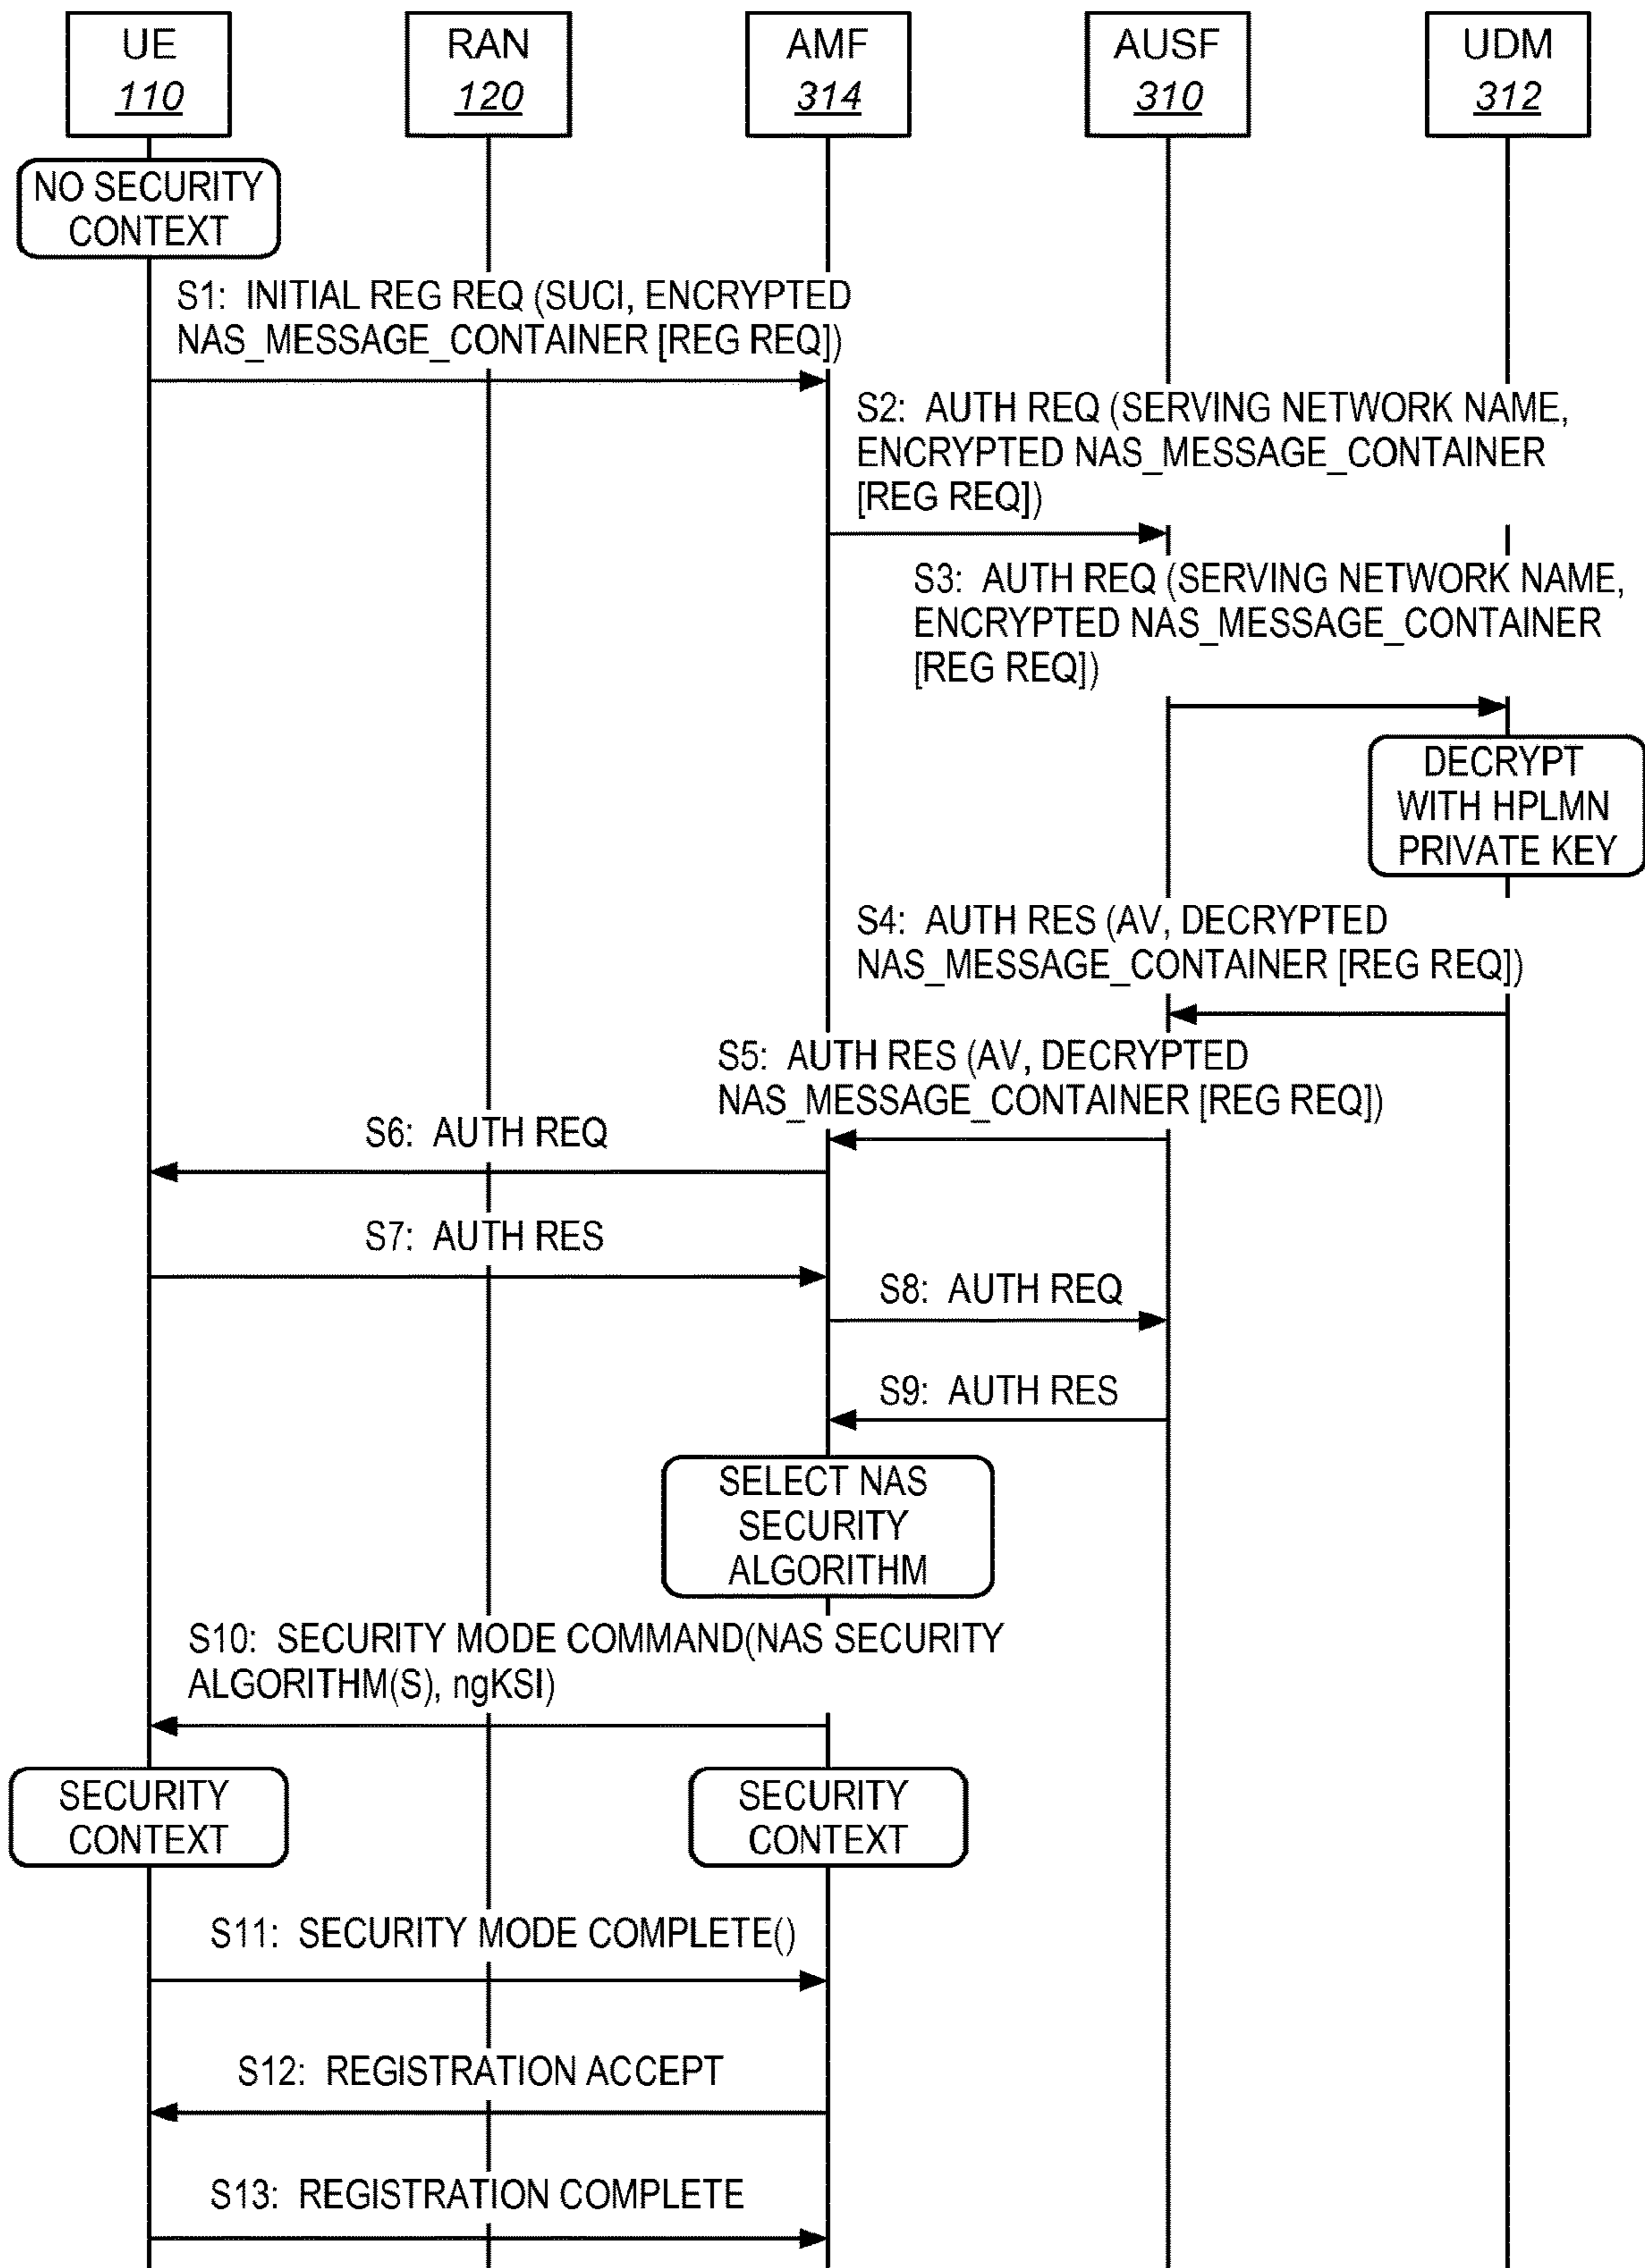 UE
110
RAN
120
AMF
314
AUSF
310
UDM
312
NO SECURITY
CONTEXT
S1: INITIAL REG REQ (SUCI, ENCRYPTED
NAS_MESSAGE_CONTAINER [REG REQ])
S2: AUTH REQ (SERVING NETWORK NAME,
ENCRYPTED NAS_MESSAGE_CONTAINER
[REG REQ])
S3: AUTH REQ (SERVING NETWORK NAME,
ENCRYPTED NAS_MESSAGE_CONTAINER
[REG REQ])
DECRYPT
WITH HPLMN
PRIVATE KEY
S4: AUTH RES (AV, DECRYPTED
NAS_MESSAGE_CONTAINER [REG REQ])
S5: AUTH RES (AV, DECRYPTED
NAS_MESSAGE_CONTAINER [REG REQ])
S6: AUTH REQ
S7: AUTH RES
S8: AUTH REQ
S9: AUTH RES
SELECT NAS
SECURITY
ALGORITHM
S10: SECURITY MODE COMMAND(NAS SECURITY
ALGORITHM(S), ngKSI)
SECURITY
CONTEXT
SECURITY
CONTEXT
S11: SECURITY MODE COMPLETE()
S12: REGISTRATION ACCEPT
S13: REGISTRATION COMPLETE